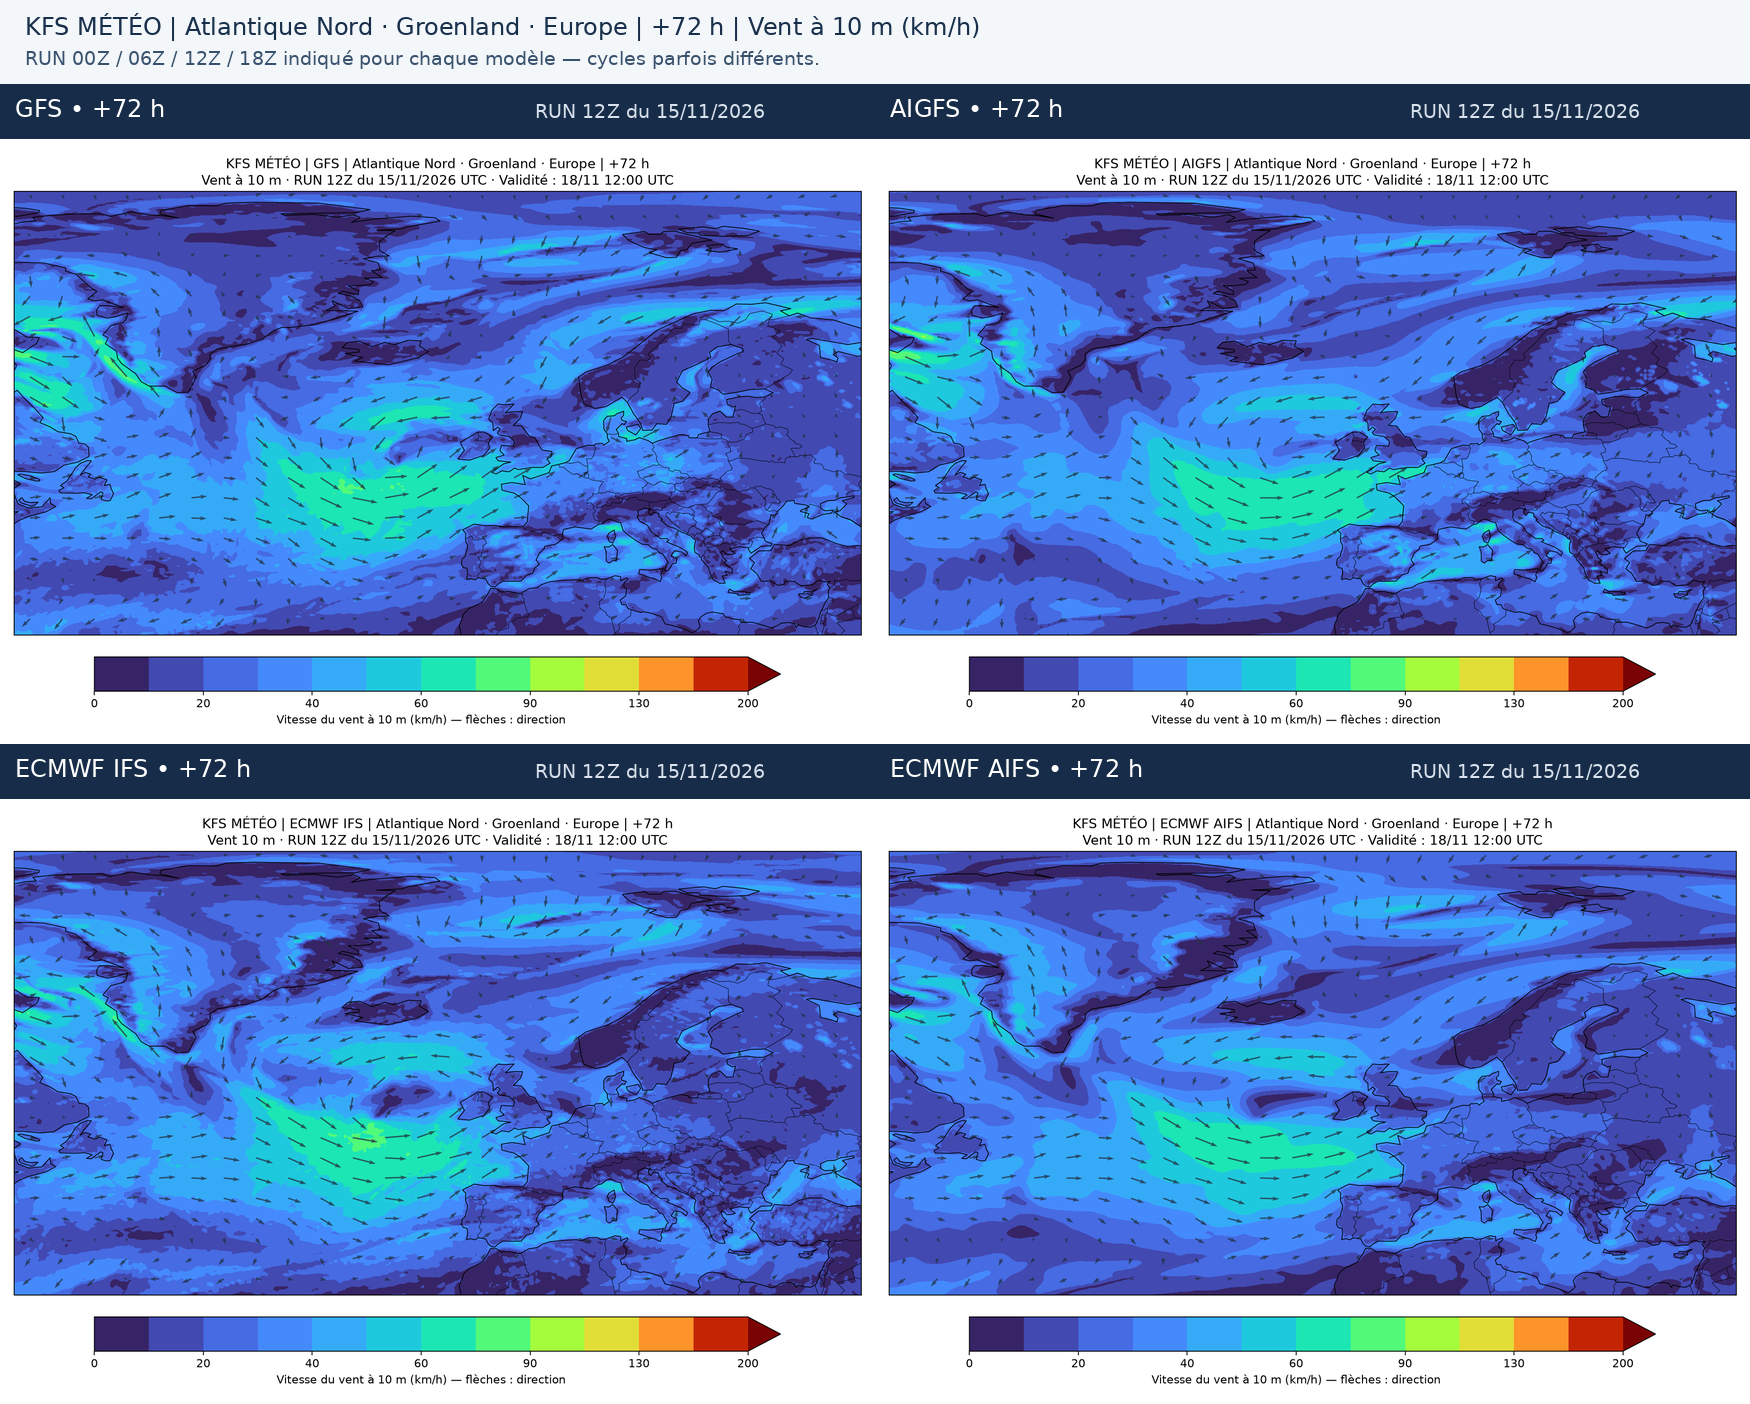 KFS MÉTÉO | Atlantique Nord · Groenland · Europe | +72 h | Vent à 10 m (km/h)
RUN 00Z / 06Z / 12Z / 18Z indiqué pour chaque modèle — cycles parfois différents.
GFS • +72 h
RUN 12Z du 15/11/2026
KFS MÉTÉO | GFS | Atlantique Nord · Groenland · Europe | +72 h
Vent à 10 m · RUN 12Z du 15/11/2026 UTC · Validité : 18/11 12:00 UTC
0 20 40 60 90 130 200
Vitesse du vent à 10 m (km/h) — flèches : direction
AIGFS • +72 h
RUN 12Z du 15/11/2026
KFS MÉTÉO | AIGFS | Atlantique Nord · Groenland · Europe | +72 h
Vent à 10 m · RUN 12Z du 15/11/2026 UTC · Validité : 18/11 12:00 UTC
0 20 40 60 90 130 200
Vitesse du vent à 10 m (km/h) — flèches : direction
ECMWF IFS • +72 h
RUN 12Z du 15/11/2026
KFS MÉTÉO | ECMWF IFS | Atlantique Nord · Groenland · Europe | +72 h
Vent 10 m · RUN 12Z du 15/11/2026 UTC · Validité : 18/11 12:00 UTC
0 20 40 60 90 130 200
Vitesse du vent à 10 m (km/h) — flèches : direction
ECMWF AIFS • +72 h
RUN 12Z du 15/11/2026
KFS MÉTÉO | ECMWF AIFS | Atlantique Nord · Groenland · Europe | +72 h
Vent 10 m · RUN 12Z du 15/11/2026 UTC · Validité : 18/11 12:00 UTC
0 20 40 60 90 130 200
Vitesse du vent à 10 m (km/h) — flèches : direction